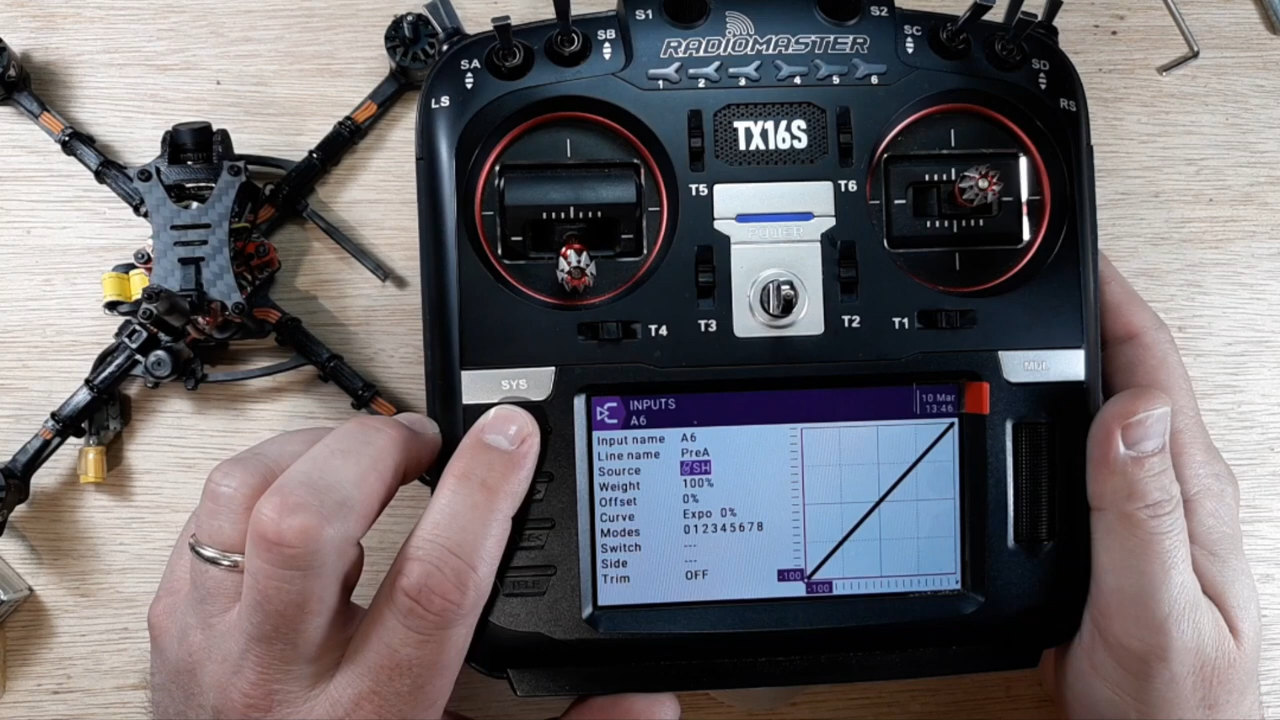 S1
S2
SB
SC
RADIOMASTER
SA
SD
1 2 3 4 5 6
LS
RS
TX16S
T5
T6
POWER
T4
T3
T2
T1
SYS
MDL
INPUTS
A6
10 Mar
13:46
Input name A6
Line name PreA
Source SH
Weight 100%
Offset 0%
Curve Expo 0%
Modes 012345678
Switch ---
Side ---
Trim OFF
-100
-100
TELE